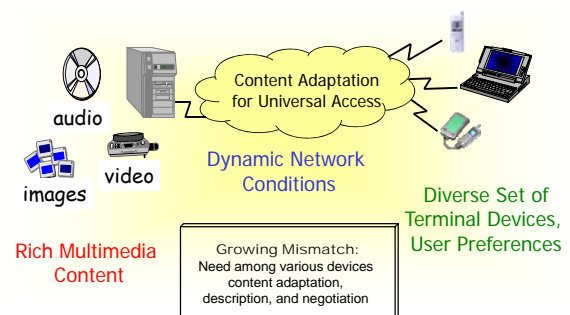 Content Adaptation
for Universal Access
audio
images
video
Dynamic Network
Conditions
Rich Multimedia
Content
Diverse Set of
Terminal Devices,
User Preferences
Growing Mismatch:
Need among various devices
content adaptation,
description, and negotiation